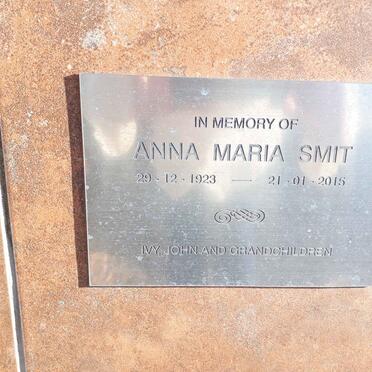 IN MEMORY OF
ANNA MARIA SMIT
29-12-1923 — 21-01-2015
IVY, JOHN AND GRANDCHILDREN